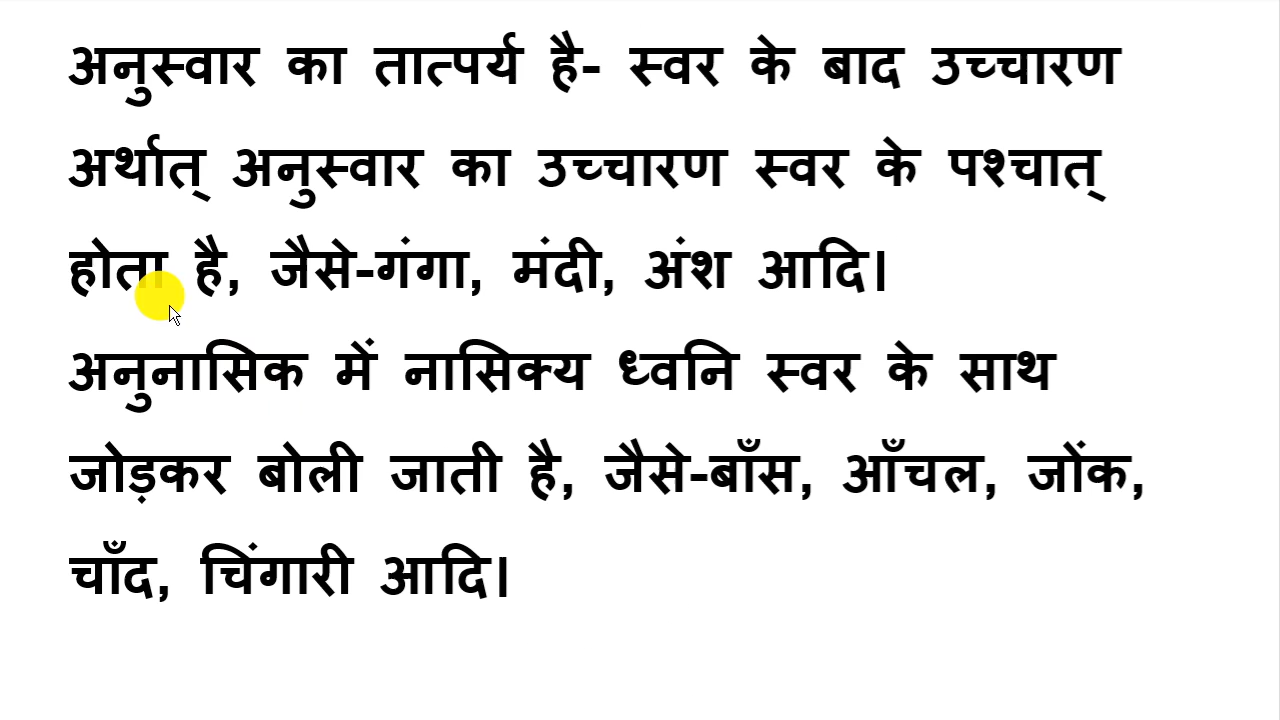 अनुस्वार का तात्पर्य है- स्वर के बाद उच्चारण
अर्थात् अनुस्वार का उच्चारण स्वर के पश्चात्
होता है, जैसे-गंगा, मंदी, अंश आदि।
अनुनासिक में नासिक्य ध्वनि स्वर के साथ
जोड़कर बोली जाती है, जैसे-बाँस, आँचल, जोंक,
चाँद, चिंगारी आदि।